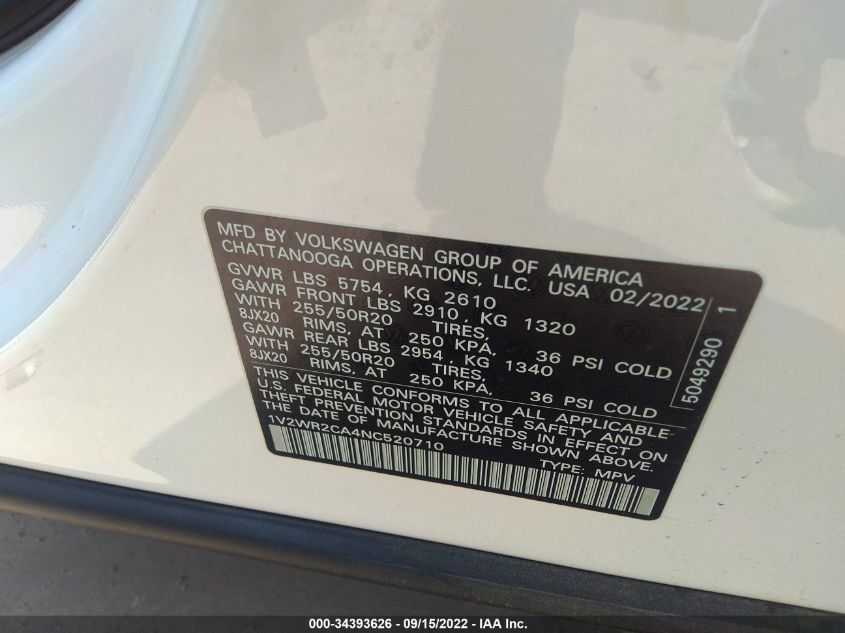 MFD BY VOLKSWAGEN GROUP OF AMERICA
CHATTANOOGA OPERATIONS, LLC. USA 02/2022
GVWR LBS 5754, KG 2610
GAWR FRONT LBS 2910, KG 1320
WITH 255/50R20 TIRES,
8JX20 RIMS, AT 250 KPA, 36 PSI COLD
GAWR REAR LBS 2954, KG 1340
WITH 255/50R20 TIRES,
8JX20 RIMS, AT 250 KPA, 36 PSI COLD
THIS VEHICLE CONFORMS TO ALL APPLICABLE
U.S. FEDERAL MOTOR VEHICLE SAFETY AND
THEFT PREVENTION STANDARDS IN EFFECT ON
THE DATE OF MANUFACTURE SHOWN ABOVE.
1V2WR2CA4NC520710
TYPE: MPV
5049290 1
000-34393626 - 09/15/2022 - IAA Inc.